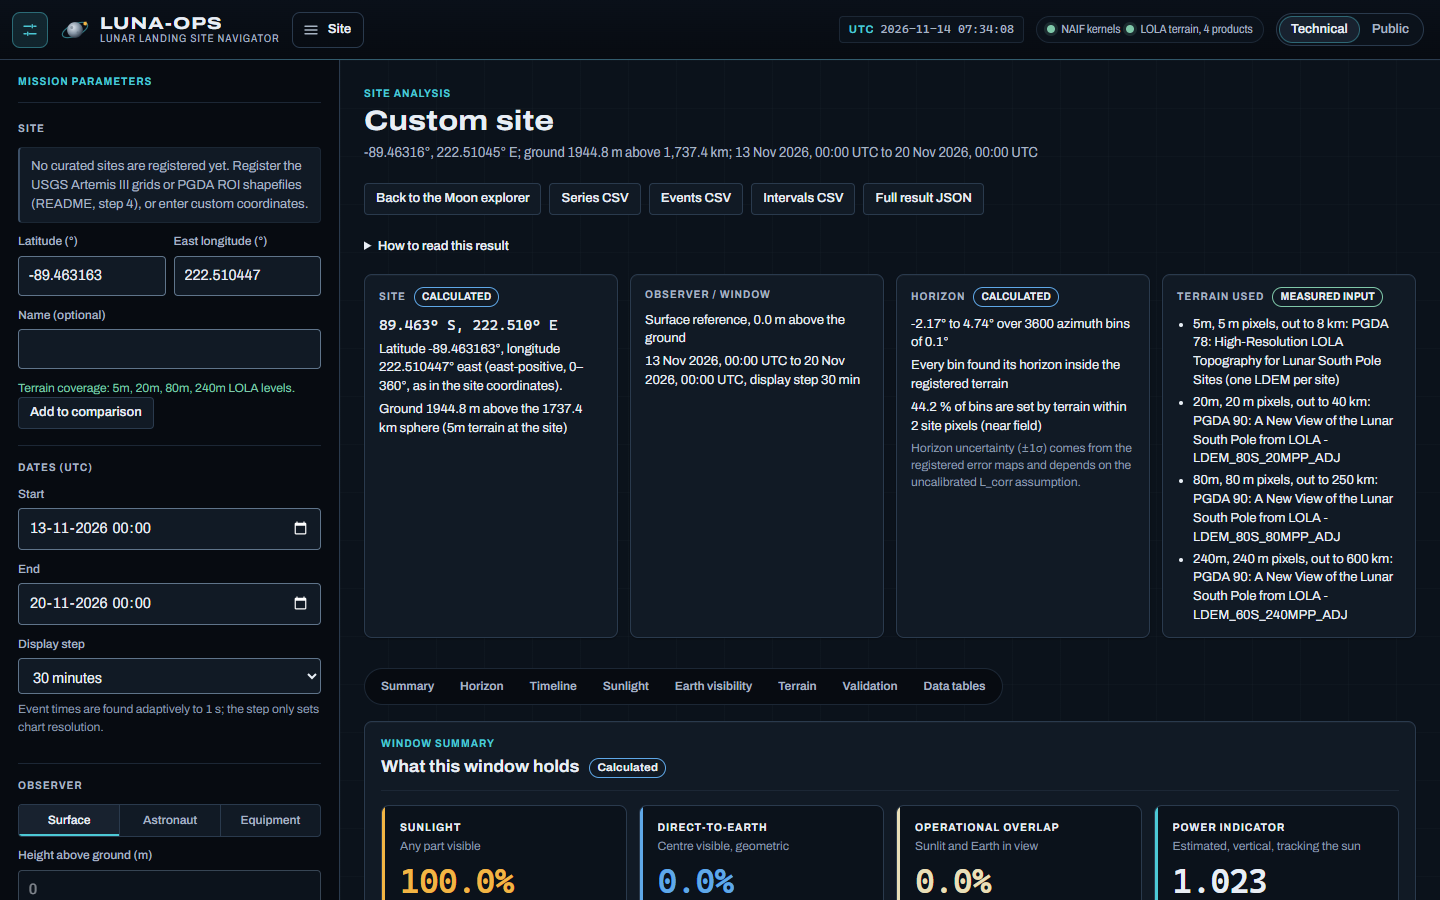 LUNA-OPS
LUNAR LANDING SITE NAVIGATOR
Site
UTC 2026-11-14 07:34:08
NAIF kernels
LOLA terrain, 4 products
Technical
Public
MISSION PARAMETERS
SITE
No curated sites are registered yet. Register the
USGS Artemis III grids or PGDA ROI shapefiles
(README, step 4), or enter custom coordinates.
Latitude (°)
East longitude (°)
-89.463163
222.510447
Name (optional)
Terrain coverage: 5m, 20m, 80m, 240m LOLA levels.
Add to comparison
DATES (UTC)
Start
13-11-2026 00:00
End
20-11-2026 00:00
Display step
30 minutes
Event times are found adaptively to 1 s; the step only sets
chart resolution.
OBSERVER
Surface
Astronaut
Equipment
Height above ground (m)
0
SITE ANALYSIS
Custom site
-89.46316°, 222.51045° E; ground 1944.8 m above 1,737.4 km; 13 Nov 2026, 00:00 UTC to 20 Nov 2026, 00:00 UTC
Back to the Moon explorer
Series CSV
Events CSV
Intervals CSV
Full result JSON
How to read this result
SITE CALCULATED
89.463° S, 222.510° E
Latitude -89.463163°, longitude
222.510447° east (east-positive, 0–
360°, as in the site coordinates).
Ground 1944.8 m above the 1737.4
km sphere (5m terrain at the site)
OBSERVER / WINDOW
Surface reference, 0.0 m above the
ground
13 Nov 2026, 00:00 UTC to 20 Nov
2026, 00:00 UTC, display step 30 min
HORIZON CALCULATED
-2.17° to 4.74° over 3600 azimuth bins
of 0.1°
Every bin found its horizon inside the
registered terrain
44.2 % of bins are set by terrain within
2 site pixels (near field)
Horizon uncertainty (±1σ) comes from the
registered error maps and depends on the
uncalibrated L_corr assumption.
TERRAIN USED MEASURED INPUT
• 5m, 5 m pixels, out to 8 km: PGDA
78: High-Resolution LOLA
Topography for Lunar South Pole
Sites (one LDEM per site)
• 20m, 20 m pixels, out to 40 km:
PGDA 90: A New View of the Lunar
South Pole from LOLA -
LDEM_80S_20MPP_ADJ
• 80m, 80 m pixels, out to 250 km:
PGDA 90: A New View of the Lunar
South Pole from LOLA -
LDEM_80S_80MPP_ADJ
• 240m, 240 m pixels, out to 600 km:
PGDA 90: A New View of the Lunar
South Pole from LOLA -
LDEM_60S_240MPP_ADJ
Summary
Horizon
Timeline
Sunlight
Earth visibility
Terrain
Validation
Data tables
WINDOW SUMMARY
What this window holds Calculated
SUNLIGHT
Any part visible
100.0%
DIRECT-TO-EARTH
Centre visible, geometric
0.0%
OPERATIONAL OVERLAP
Sunlit and Earth in view
0.0%
POWER INDICATOR
Estimated, vertical, tracking the sun
1.023